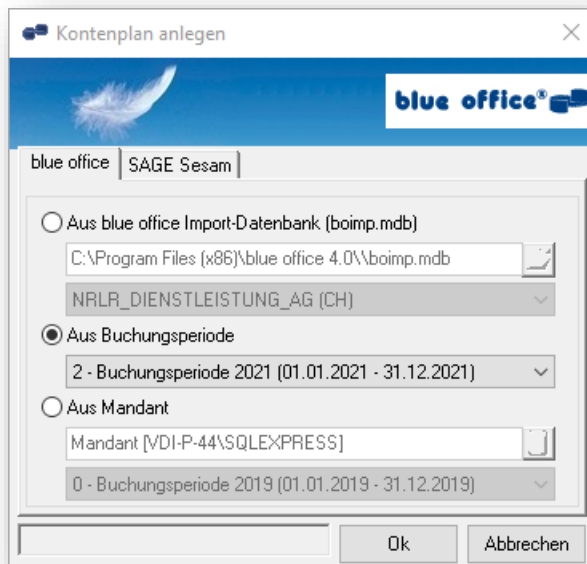 Kontenplan anlegen
blue office®
blue office
SAGE Sesam
Aus blue office Import-Datenbank (boimp.mdb)
C:\Program Files (x86)\blue office 4.0\\boimp.mdb
NRLR_DIENSTLEISTUNG_AG (CH)
Aus Buchungsperiode
2 - Buchungsperiode 2021 (01.01.2021 - 31.12.2021)
Aus Mandant
Mandant [VDI-P-44\SQLEXPRESS]
0 - Buchungsperiode 2019 (01.01.2019 - 31.12.2019)
Ok
Abbrechen